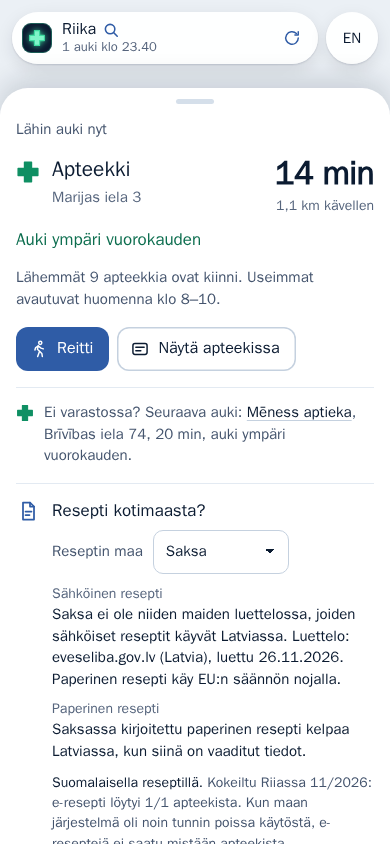 Riika
1 auki klo 23.40
EN
Lähin auki nyt
Apteekki
14 min
Marijas iela 3
1,1 km kävellen
Auki ympäri vuorokauden
Lähemmät 9 apteekkia ovat kiinni. Useimmat
avautuvat huomenna klo 8–10.
Reitti
Näytä apteekissa
Ei varastossa? Seuraava auki: Mēness aptieka,
Brīvības iela 74, 20 min, auki ympäri
vuorokauden.
Resepti kotimaasta?
Reseptin maa
Saksa
Sähköinen resepti
Saksa ei ole niiden maiden luettelossa, joiden
sähköiset reseptit käyvät Latviassa. Luettelo:
eveseliba.gov.lv (Latvia), luettu 26.11.2026.
Paperinen resepti käy EU:n säännön nojalla.
Paperinen resepti
Saksassa kirjoitettu paperinen resepti kelpaa
Latviassa, kun siinä on vaaditut tiedot.
Suomalaisella reseptillä. Kokeiltu Riiassa 11/2026:
e-resepti löytyi 1/1 apteekista. Kun maan
järjestelmä oli noin tunnin poissa käytöstä, e-
reseptejä ei saatu mistään apteekista